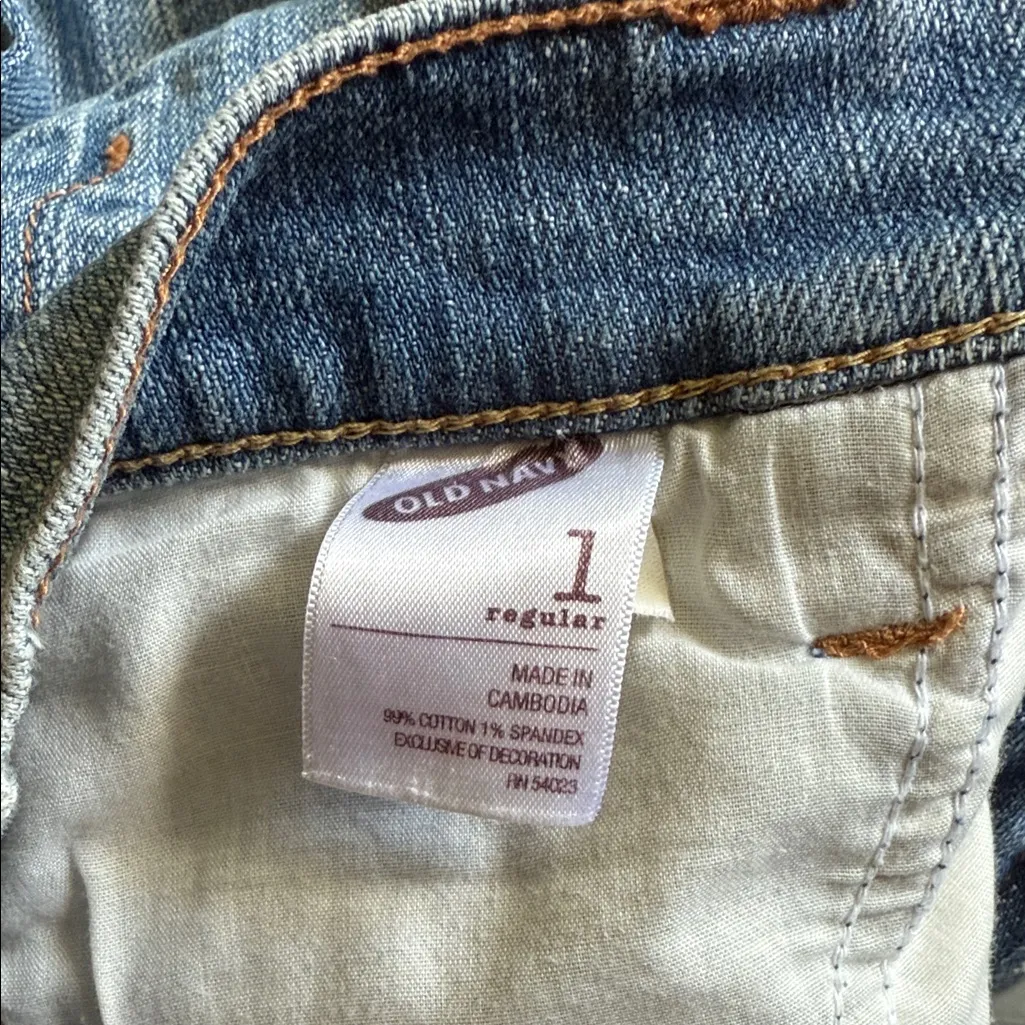 OLD NAVY
1
regular
MADE IN
CAMBODIA
99% COTTON 1% SPANDEX
EXCLUSIVE OF DECORATION
RN 54023